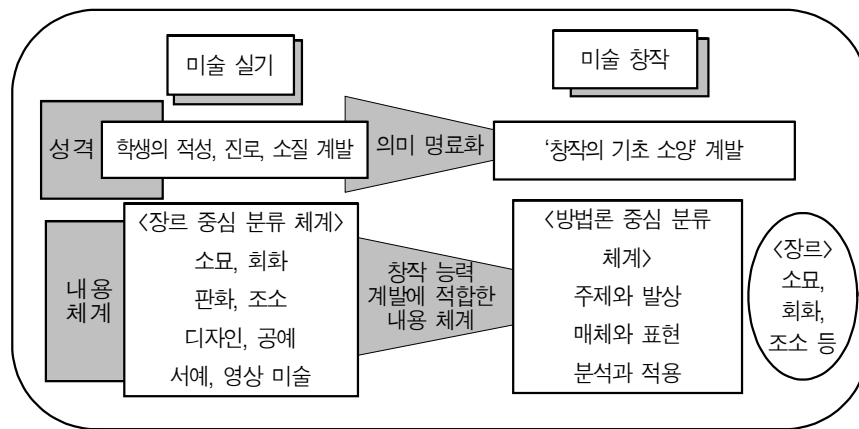 미술 실기
미술 창작
성격
학생의 적성, 진로, 소질 계발
의미 명료화
‘창작의 기초 소양’ 계발
내용
체계
〈장르 중심 분류 체계〉
소묘, 회화
판화, 조소
디자인, 공예
서예, 영상 미술
창작 능력
계발에 적합한
내용 체계
〈방법론 중심 분류
체계〉
주제와 발상
매체와 표현
분석과 적용
〈장르〉
소묘,
회화,
조소 등